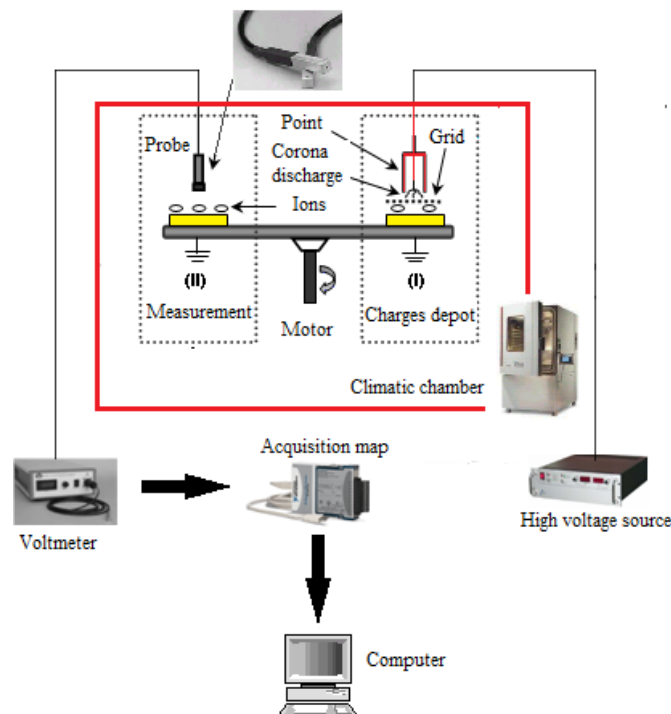 Point
Grid
Probe
Corona
discharge
Ions
(II)
(I)
Measurement
Motor
Charges depot
Climatic chamber
Acquisition map
Voltmeter
High voltage source
Computer